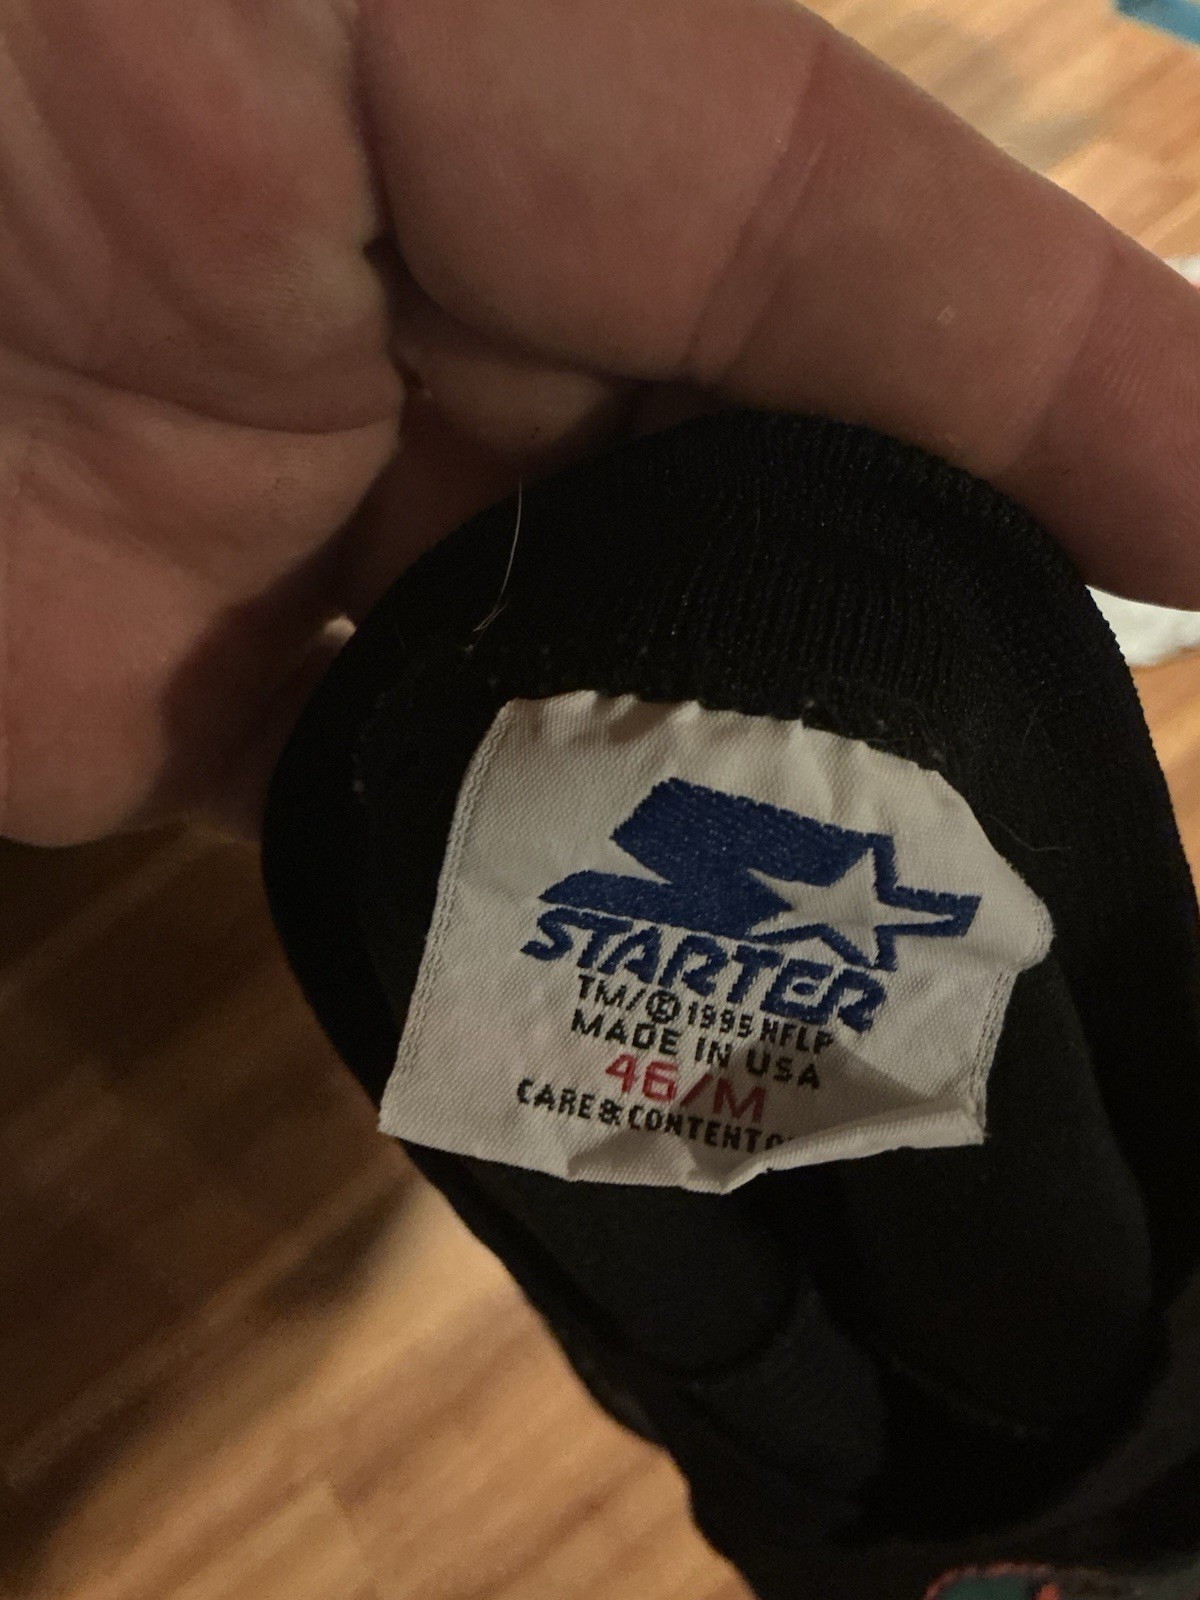 STARTER
TM/® 1995 NFLP
MADE IN USA
46/M
CARE & CONTENT